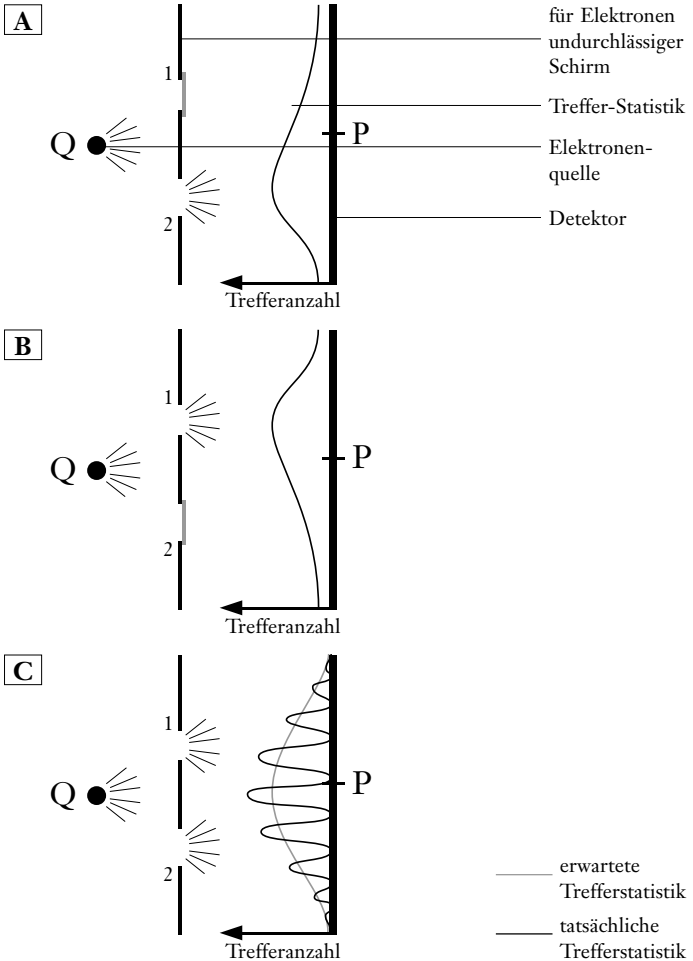 A
für Elektronen
undurchlässiger
Schirm
1
Treffer-Statistik
P
Q
Elektronen-
quelle
2
Detektor
Trefferanzahl
B
1
P
Q
2
Trefferanzahl
C
1
P
Q
2
erwartete
Trefferstatistik
tatsächliche
Trefferstatistik
Trefferanzahl